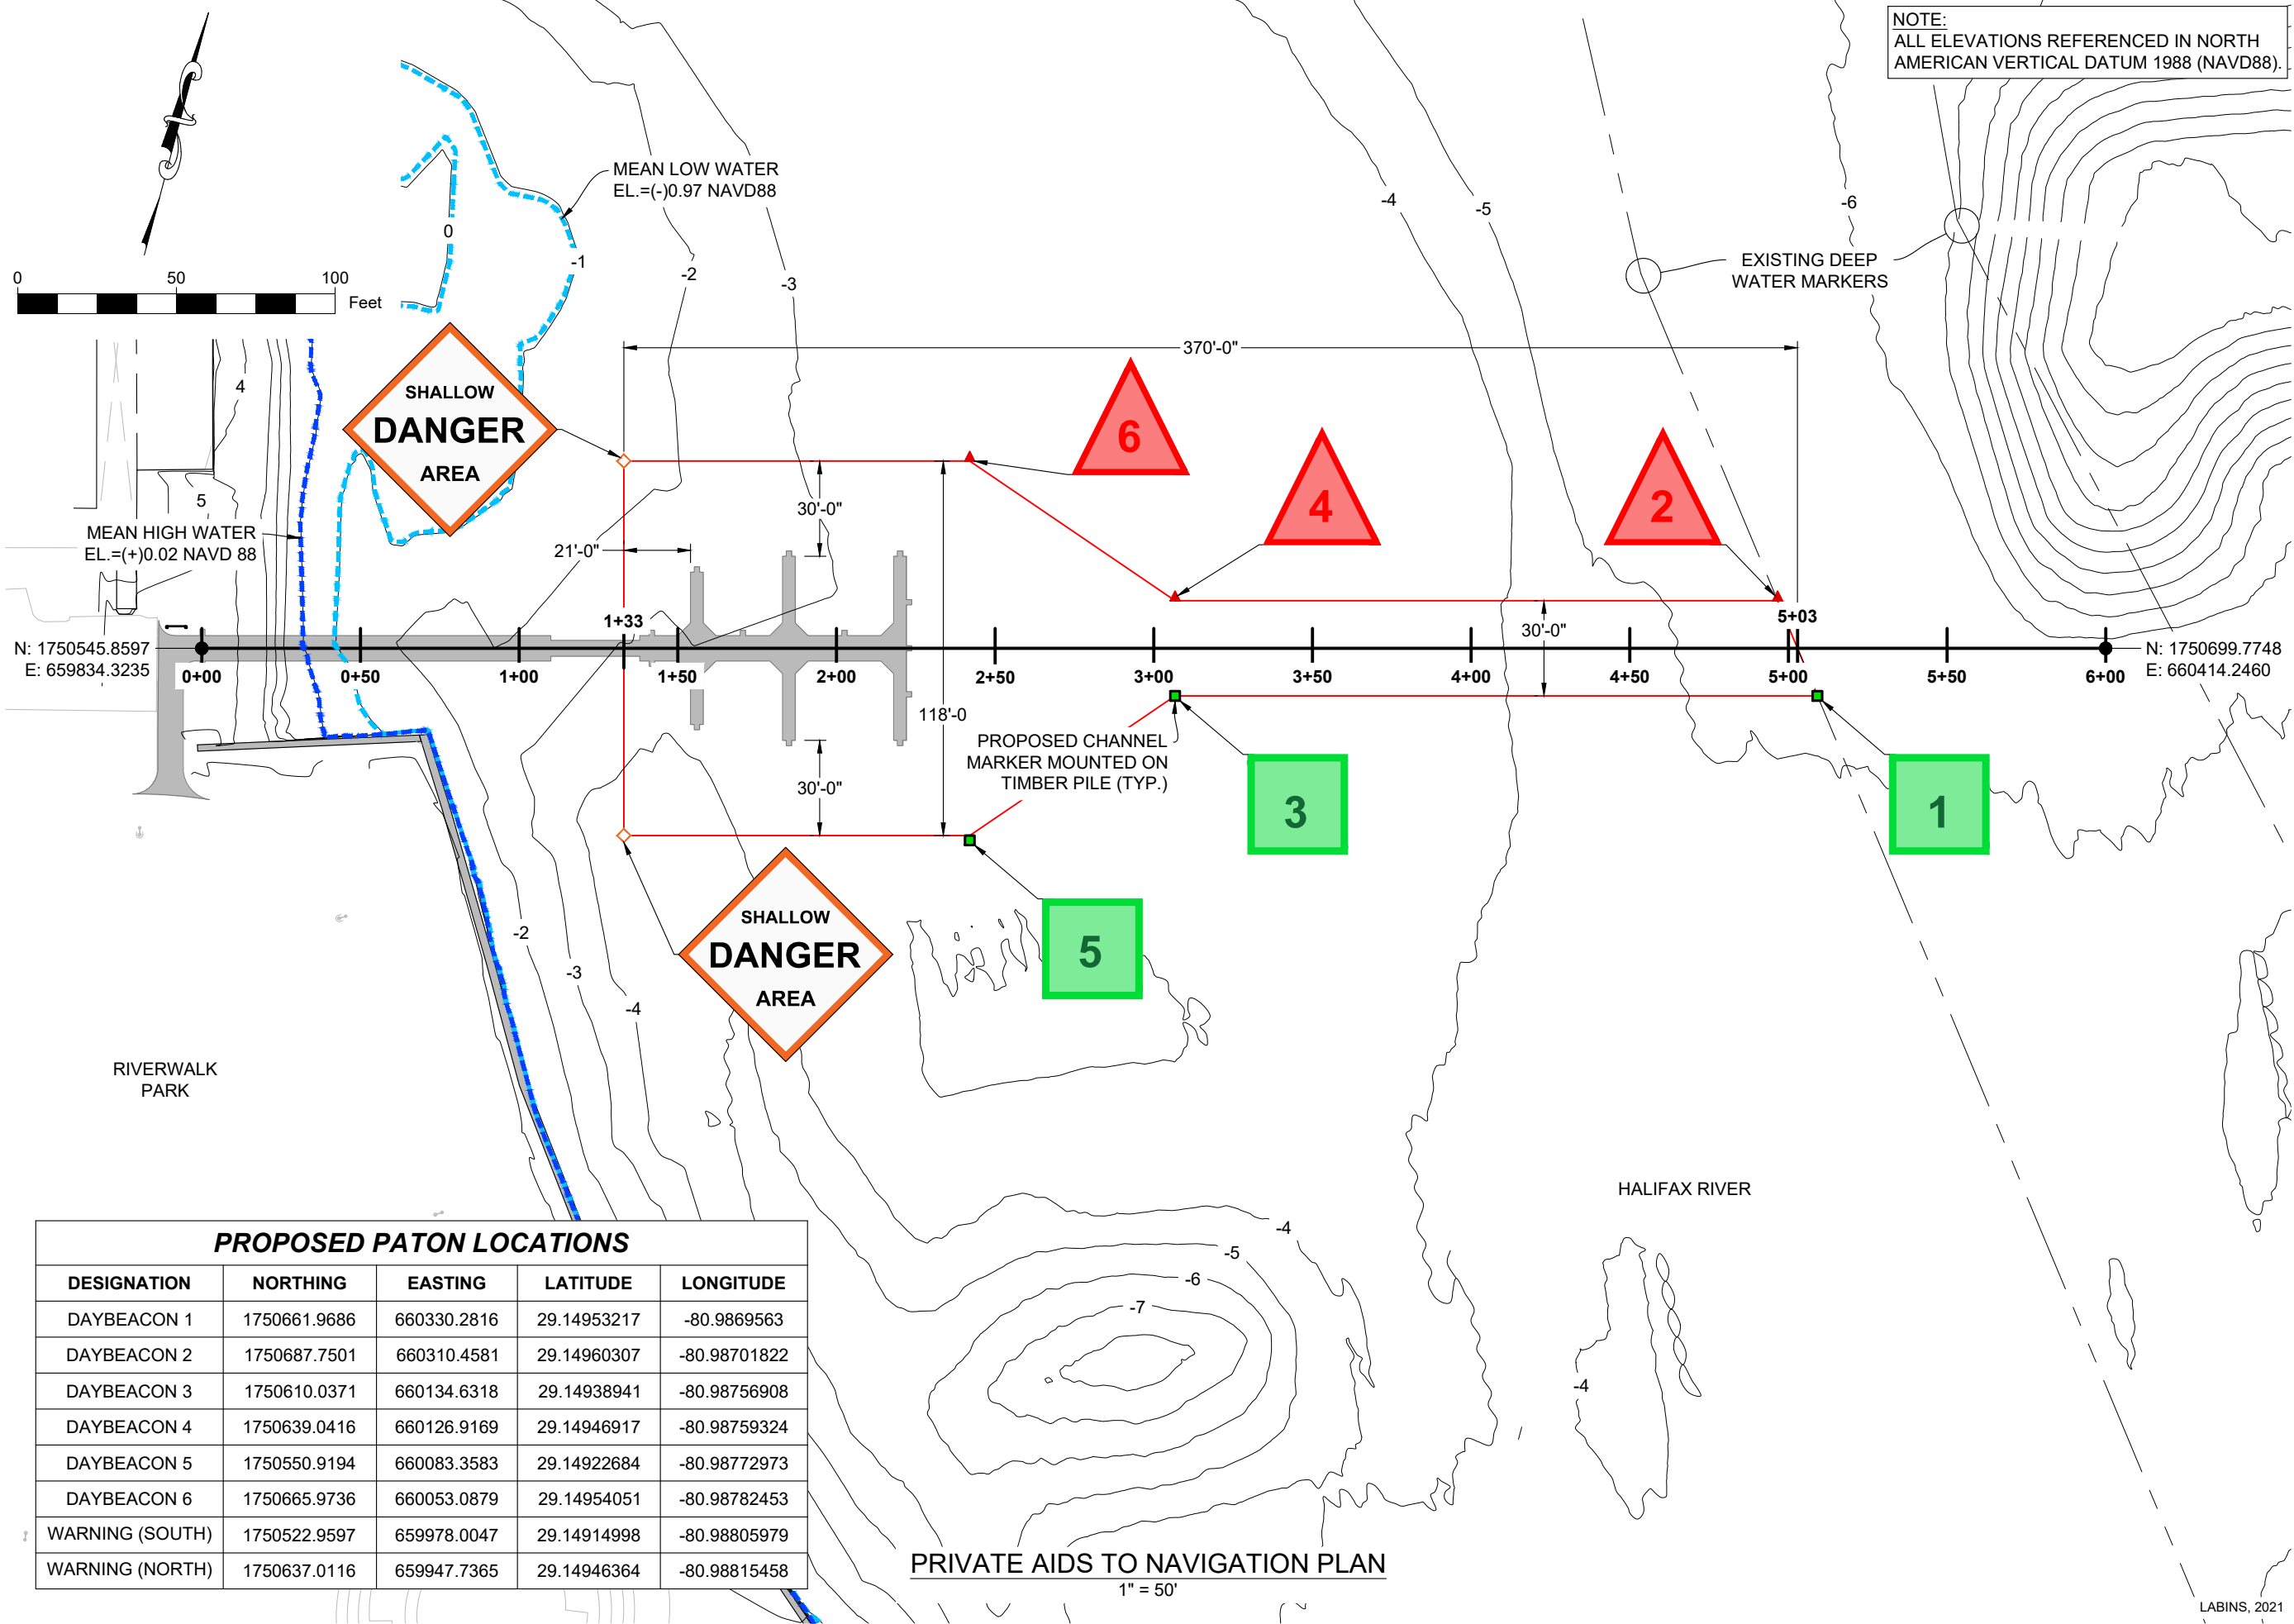 NOTE:
ALL ELEVATIONS REFERENCED IN NORTH
AMERICAN VERTICAL DATUM 1988 (NAVD88).
MEAN LOW WATER
EL.=(-)0.97 NAVD88
-4
-5
-6
0
-1
-2
-3
EXISTING DEEP
WATER MARKERS
0 50 100
Feet
370'-0"
4
SHALLOW
DANGER
AREA
6
4
2
5
30'-0"
MEAN HIGH WATER
EL.=(+)0.02 NAVD 88
21'-0"
1+33
5+03
30'-0"
N: 1750545.8597
E: 659834.3235
N: 1750699.7748
E: 660414.2460
0+00 0+50 1+00 1+50 2+00 2+50 3+00 3+50 4+00 4+50 5+00 5+50 6+00
118'-0
PROPOSED CHANNEL
MARKER MOUNTED ON
TIMBER PILE (TYP.)
30'-0"
3
1
SHALLOW
DANGER
AREA
5
-2
-3
-4
RIVERWALK
PARK
HALIFAX RIVER
-4
-5
-6
-7
-4
PROPOSED PATON LOCATIONS
DESIGNATION NORTHING EASTING LATITUDE LONGITUDE
DAYBEACON 1 1750661.9686 660330.2816 29.14953217 -80.9869563
DAYBEACON 2 1750687.7501 660310.4581 29.14960307 -80.98701822
DAYBEACON 3 1750610.0371 660134.6318 29.14938941 -80.98756908
DAYBEACON 4 1750639.0416 660126.9169 29.14946917 -80.98759324
DAYBEACON 5 1750550.9194 660083.3583 29.14922684 -80.98772973
DAYBEACON 6 1750665.9736 660053.0879 29.14954051 -80.98782453
WARNING (SOUTH) 1750522.9597 659978.0047 29.14914998 -80.98805979
WARNING (NORTH) 1750637.0116 659947.7365 29.14946364 -80.98815458
PRIVATE AIDS TO NAVIGATION PLAN
1" = 50'
LABINS, 2021